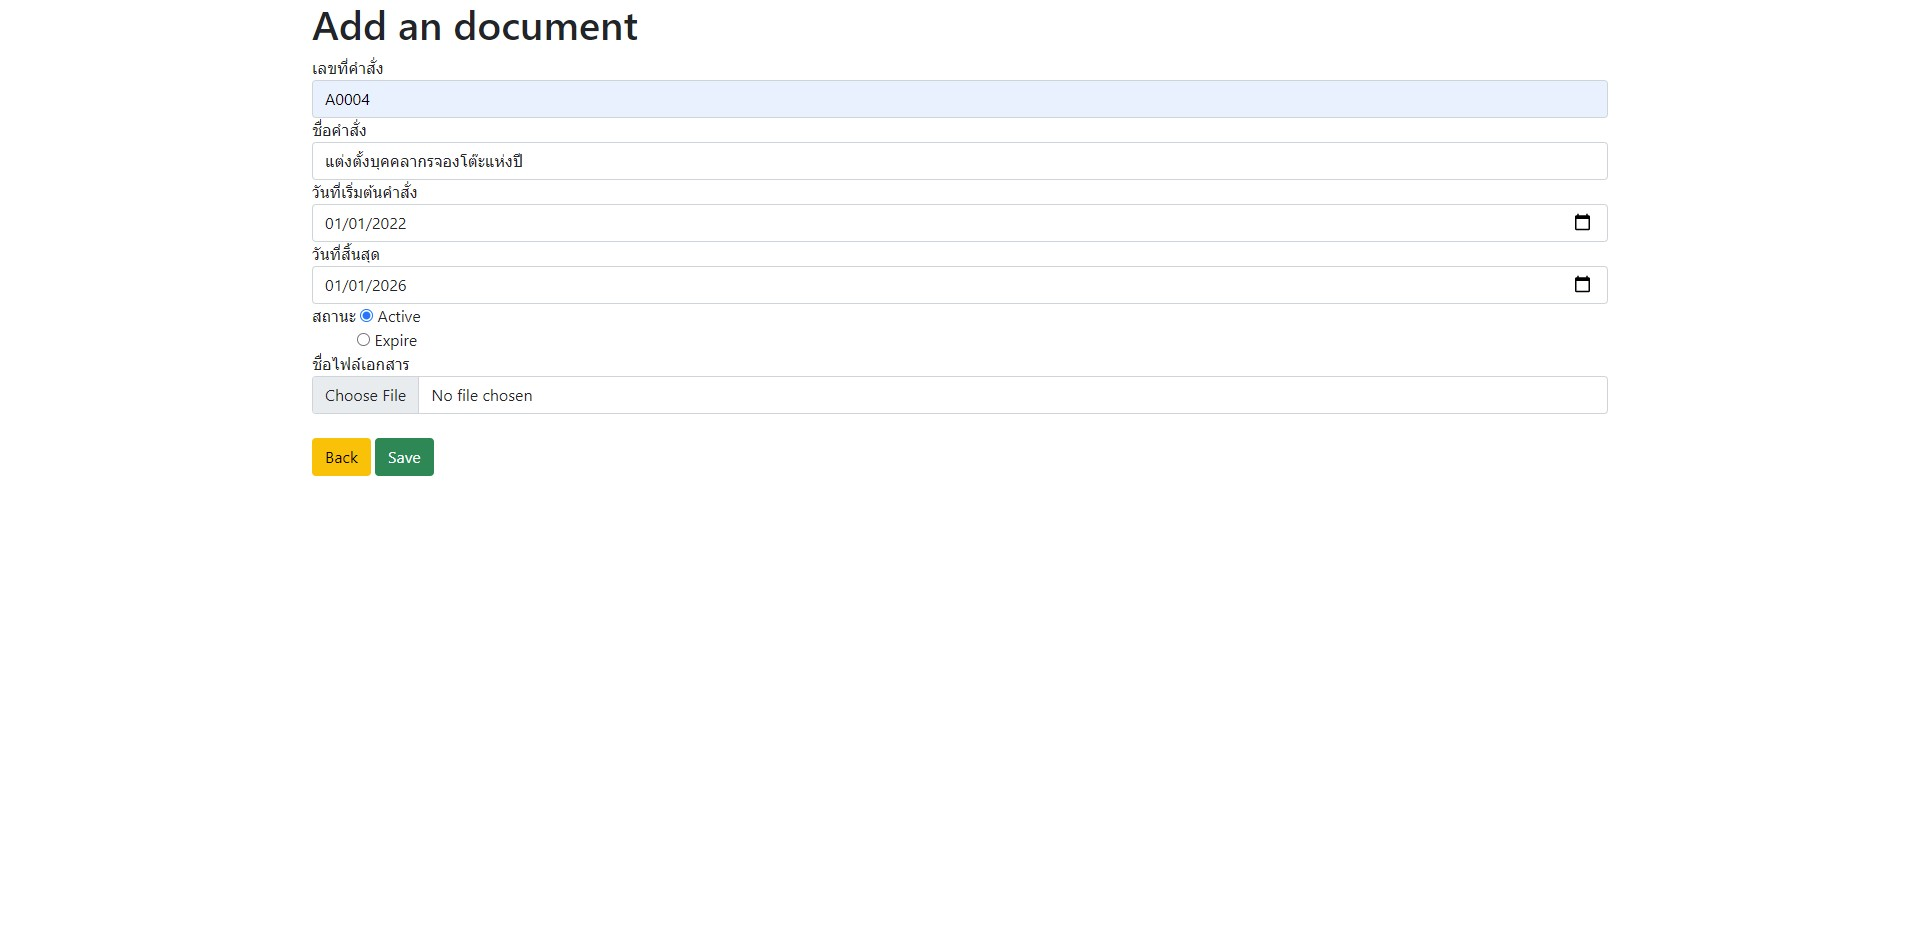 Add an document
เลขที่คำสั่ง
A0004
ชื่อคำสั่ง
แต่งตั้งบุคคลากรจองโต๊ะแห่งปี
วันที่เริ่มต้นคำสั่ง
01/01/2022
วันที่สิ้นสุด
01/01/2026
สถานะ Active
Expire
ชื่อไฟล์เอกสาร
Choose File No file chosen
Back Save